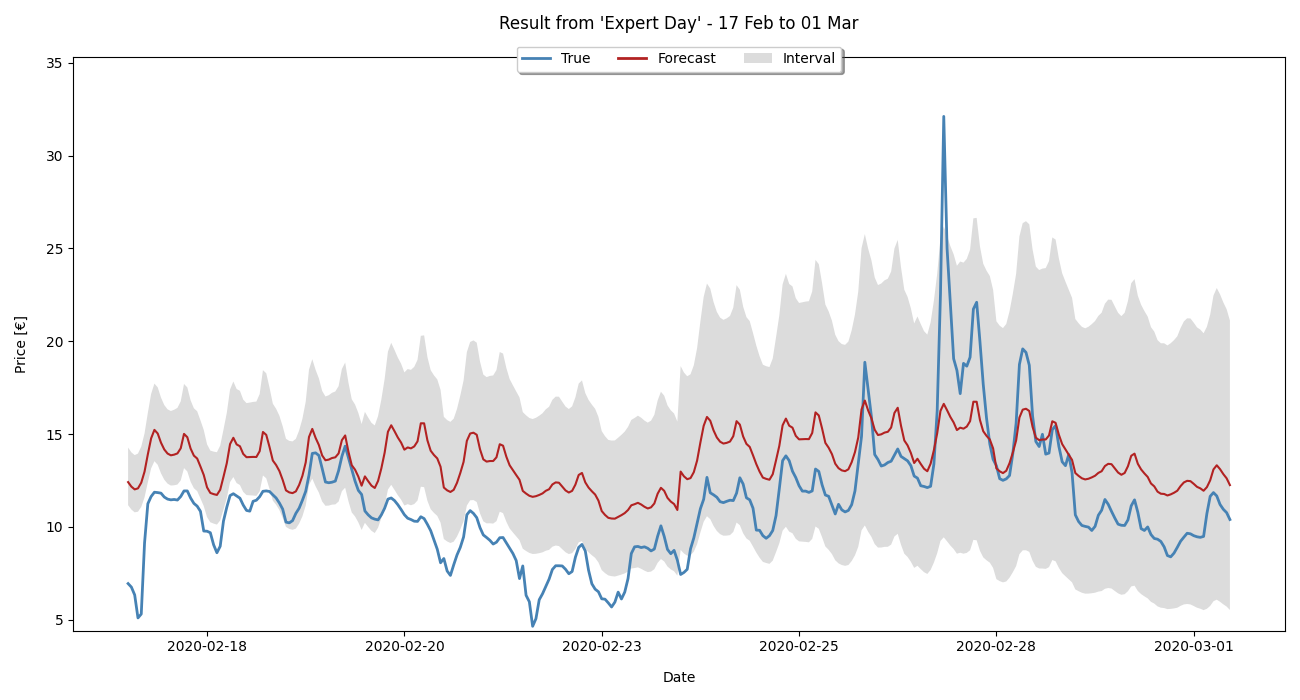 Result from 'Expert Day' - 17 Feb to 01 Mar
True Forecast Interval
35
30
25
20
15
10
5
Price [€]
2020-02-18 2020-02-20 2020-02-23 2020-02-25 2020-02-28 2020-03-01
Date